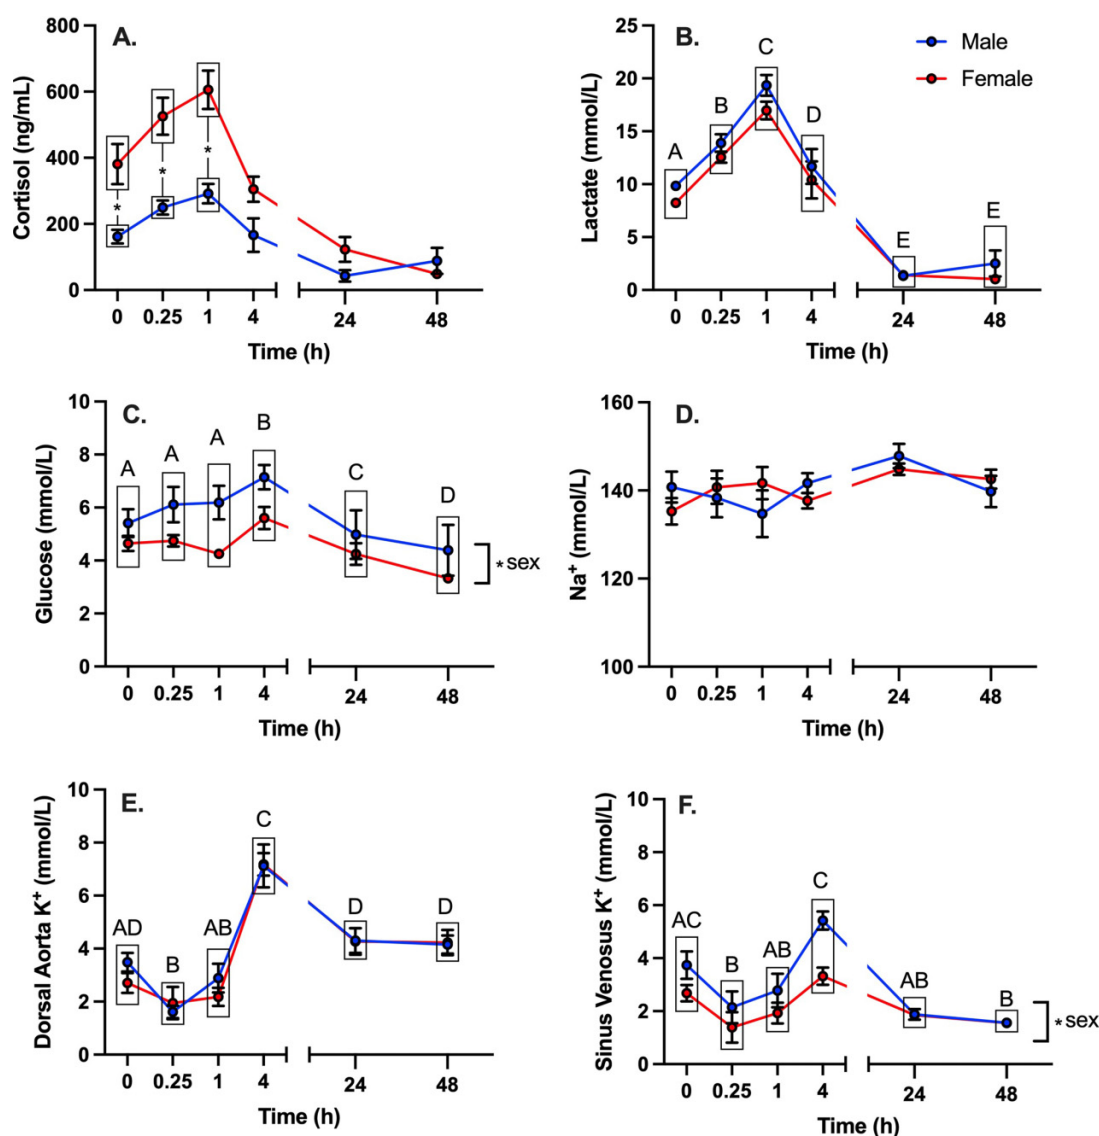 A.
Cortisol (ng/mL)
800
600
400
200
0
*
*
*
0 0.25 1 4 24 48
Time (h)
B.
Male
Female
Lactate (mmol/L)
25
20
15
10
5
0
A B C D E E
0 0.25 1 4 24 48
Time (h)
C.
Glucose (mmol/L)
10
8
6
4
2
0
A A A B C D
* sex
0 0.25 1 4 24 48
Time (h)
D.
Na+ (mmol/L)
160
140
120
100
0 0.25 1 4 24 48
Time (h)
E.
Dorsal Aorta K+ (mmol/L)
10
8
6
4
2
0
AD B AB C D D
0 0.25 1 4 24 48
Time (h)
F.
Sinus Venosus K+ (mmol/L)
10
8
6
4
2
0
AC B AB C AB B
* sex
0 0.25 1 4 24 48
Time (h)